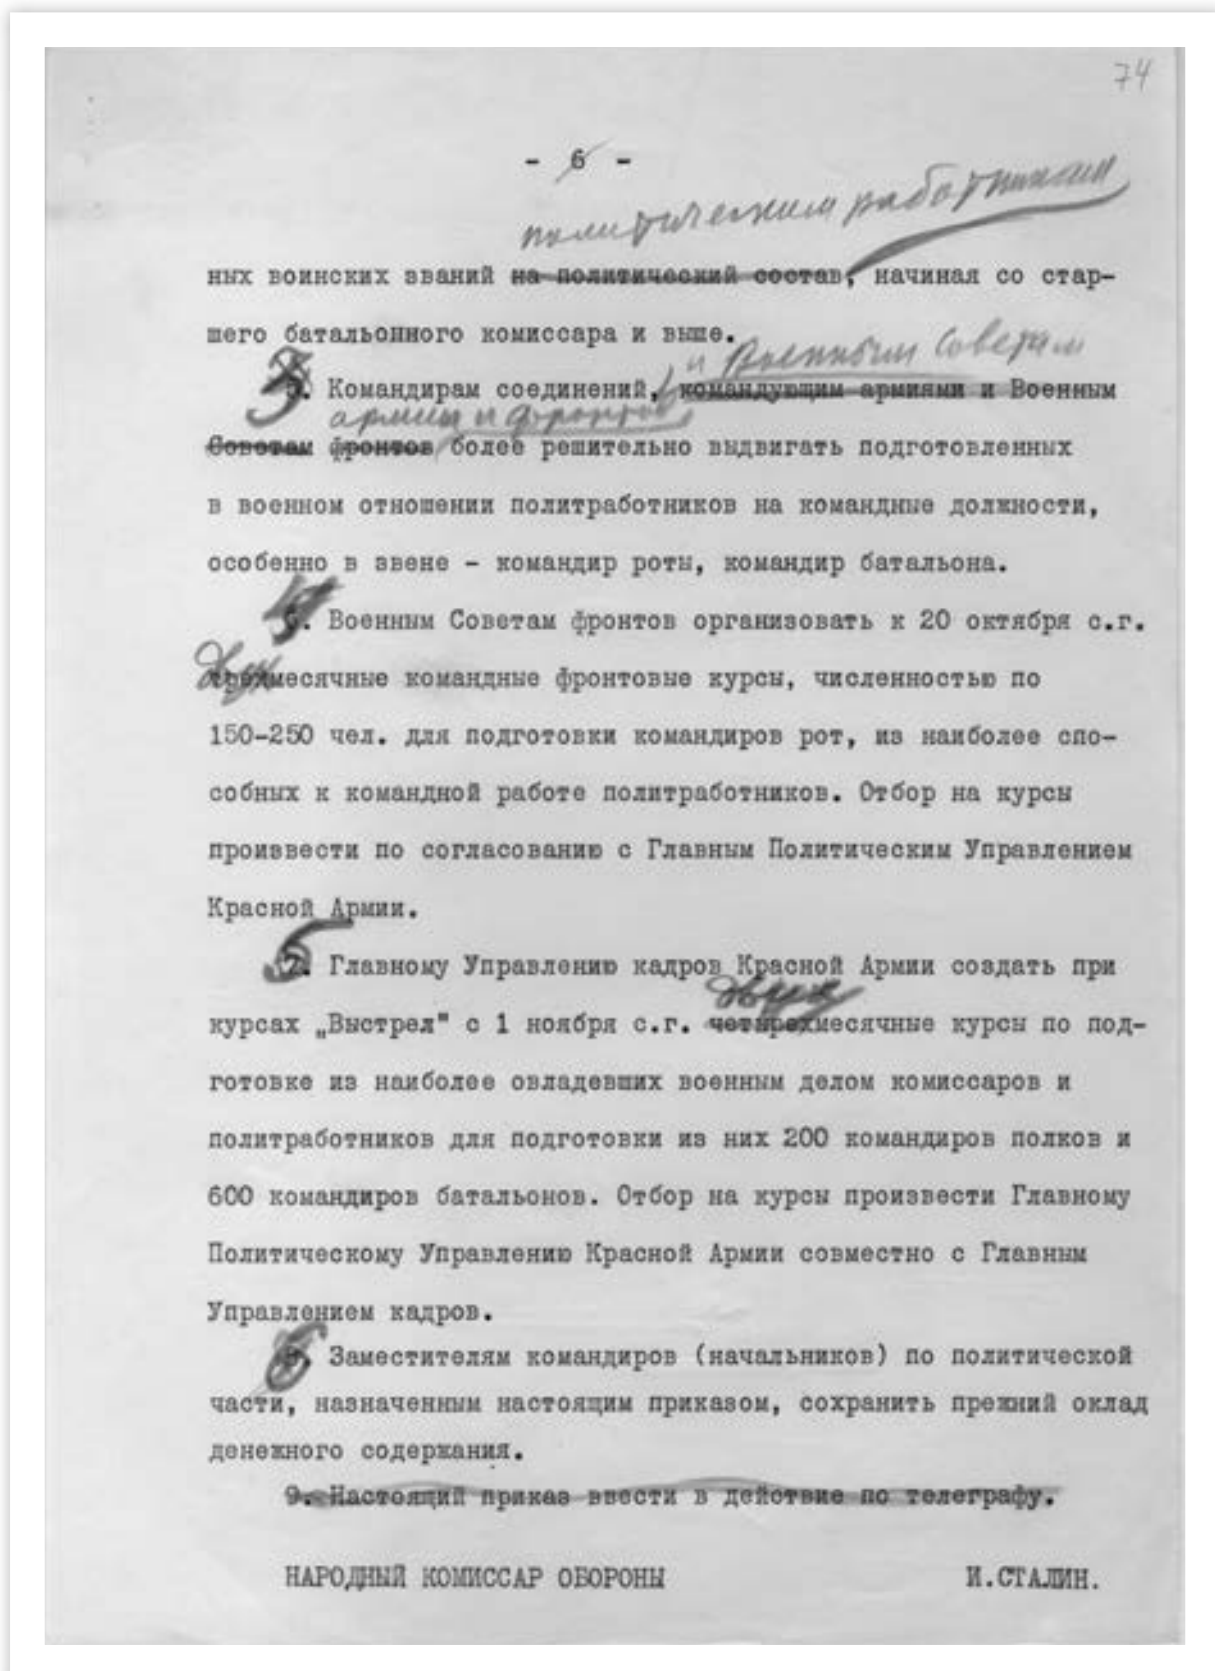 74
- 6 -
политическим работникам
ных воинских званий на политический состав, начиная со стар-
шего батальонного комиссара и выше.
и Военным Советам
3
5. Командирам соединений, командующим армиями и Военным
армий и фронтов
Советам фронтов более решительно выдвигать подготовленных
в военном отношении политработников на командные должности,
особенно в звене - командир роты, командир батальона.
4
6. Военным Советам фронтов организовать к 20 октября с.г.
двух
трехмесячные командные фронтовые курсы, численностью по
150-250 чел. для подготовки командиров рот, из наиболее спо-
собных к командной работе политработников. Отбор на курсы
произвести по согласованию с Главным Политическим Управлением
Красной Армии.
5
7. Главному Управлению кадров Красной Армии создать при
двух
курсах „Выстрел" с 1 ноября с.г. четырехмесячные курсы по под-
готовке из наиболее овладевших военным делом комиссаров и
политработников для подготовки из них 200 командиров полков и
600 командиров батальонов. Отбор на курсы произвести Главному
Политическому Управлению Красной Армии совместно с Главным
Управлением кадров.
6
Заместителям командиров (начальников) по политической
части, назначенным настоящим приказом, сохранить прежний оклад
денежного содержания.
9. Настоящий приказ ввести в действие по телеграфу.
НАРОДНЫЙ КОМИССАР ОБОРОНЫ И.СТАЛИН.